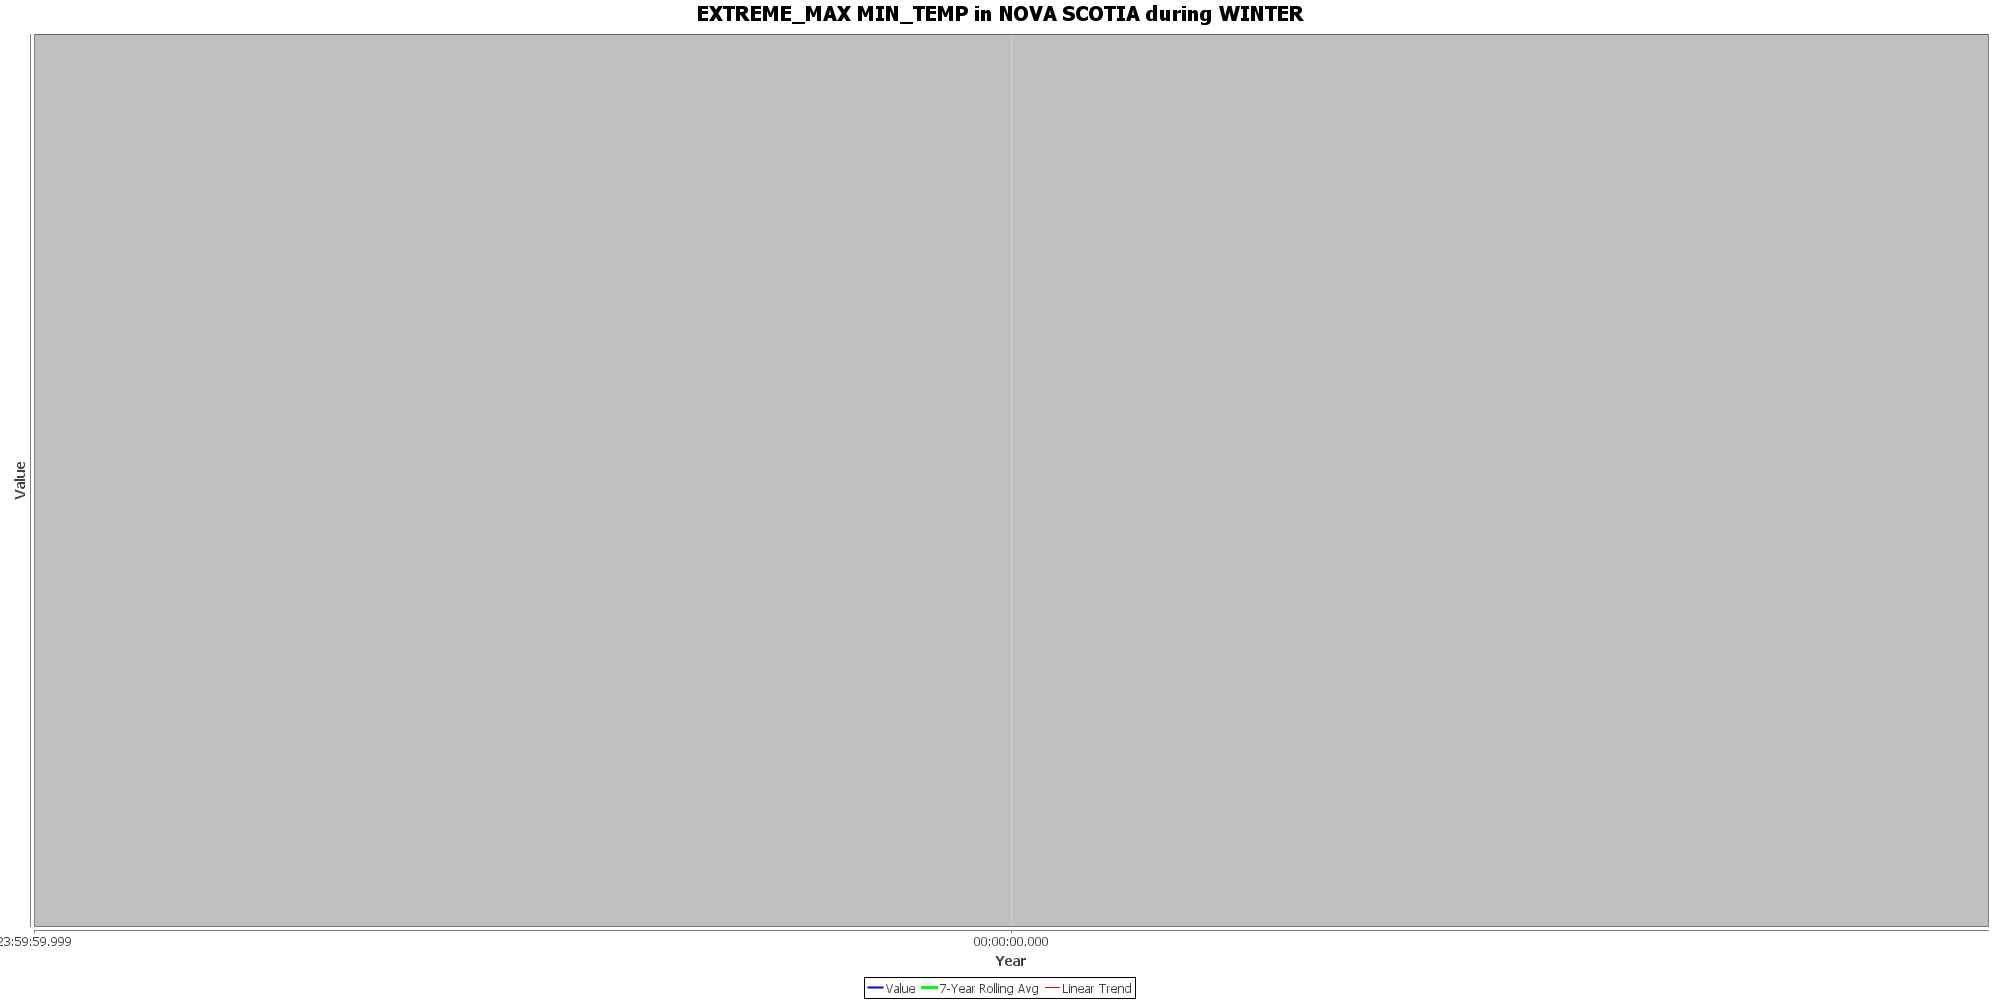 EXTREME_MAX MIN_TEMP in NOVA SCOTIA during WINTER
Value
23:59:59.999 00:00:00.000
Year
Value 7-Year Rolling Avg Linear Trend